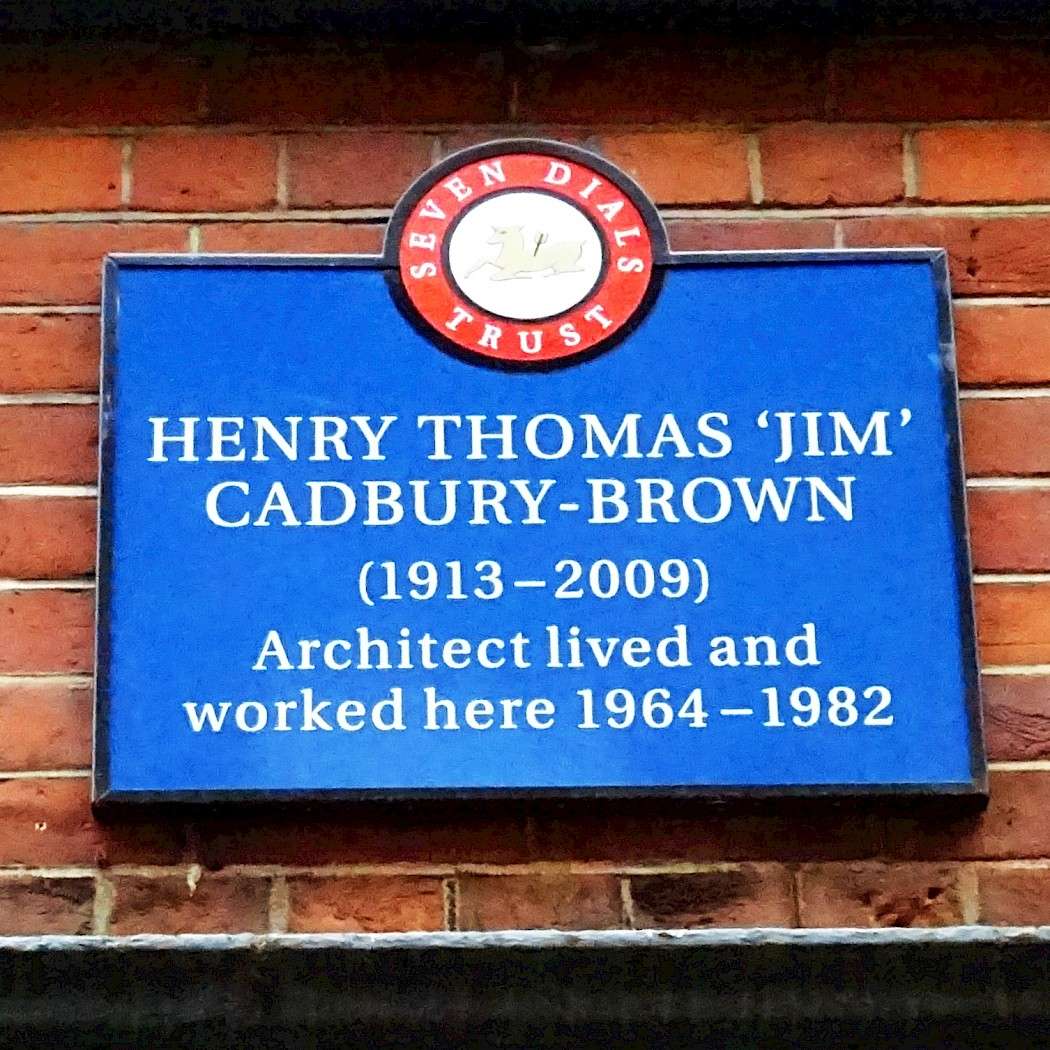 SEVEN DIALS
TRUST
HENRY THOMAS ‘JIM’
CADBURY-BROWN
(1913–2009)
Architect lived and
worked here 1964–1982